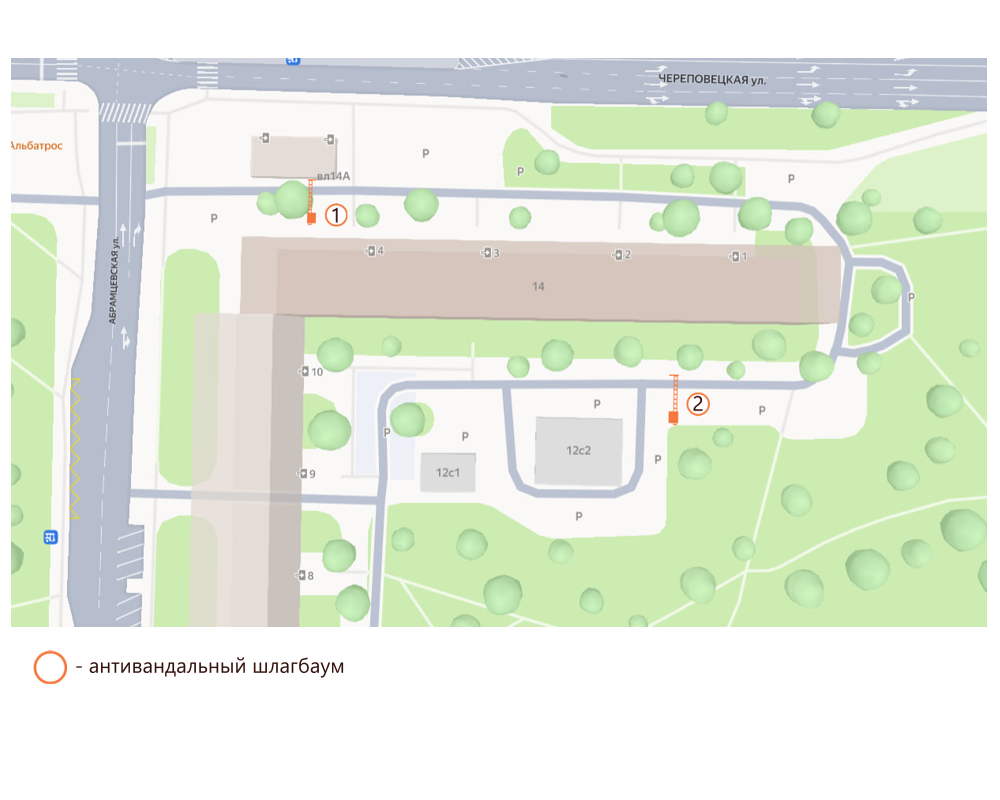 ЧЕРЕПОВЕЦКАЯ ул.
Альбатрос
P
P
P
вл14А
1
P
АБРАМЦЕВСКАЯ ул.
4
3
2
1
14
P
10
2
P
P
P
P
12с2
9
12с1
P
P
8
- антивандальный шлагбаум